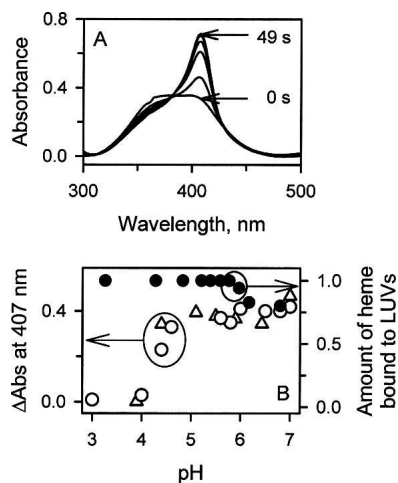 0.8
A
49 s
Absorbance
0.4
0 s
0.0
300 400 500
Wavelength, nm
ΔAbs at 407 nm
0.4
0.0
1.0
0.5
0.0
B
Amount of heme
bound to LUVs
3 4 5 6 7
pH